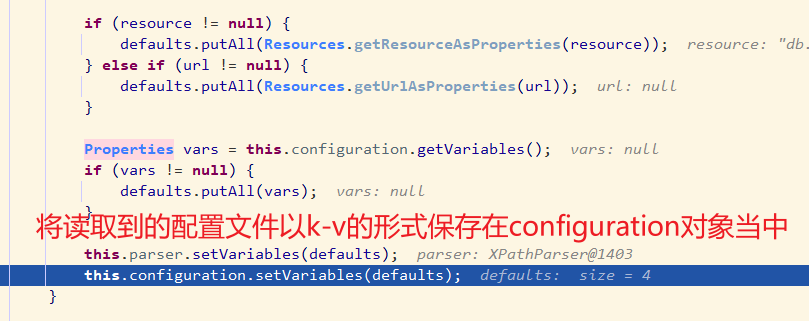 if (resource != null) {
defaults.putAll(Resources.getResourceAsProperties(resource)); resource: "db.
} else if (url != null) {
defaults.putAll(Resources.getUrlAsProperties(url)); url: null
}
Properties vars = this.configuration.getVariables(); vars: null
if (vars != null) {
defaults.putAll(vars); vars: null
}
将读取到的配置文件以k-v的形式保存在configuration对象当中
this.parser.setVariables(defaults); parser: XPathParser@1403
this.configuration.setVariables(defaults); defaults: size = 4
}